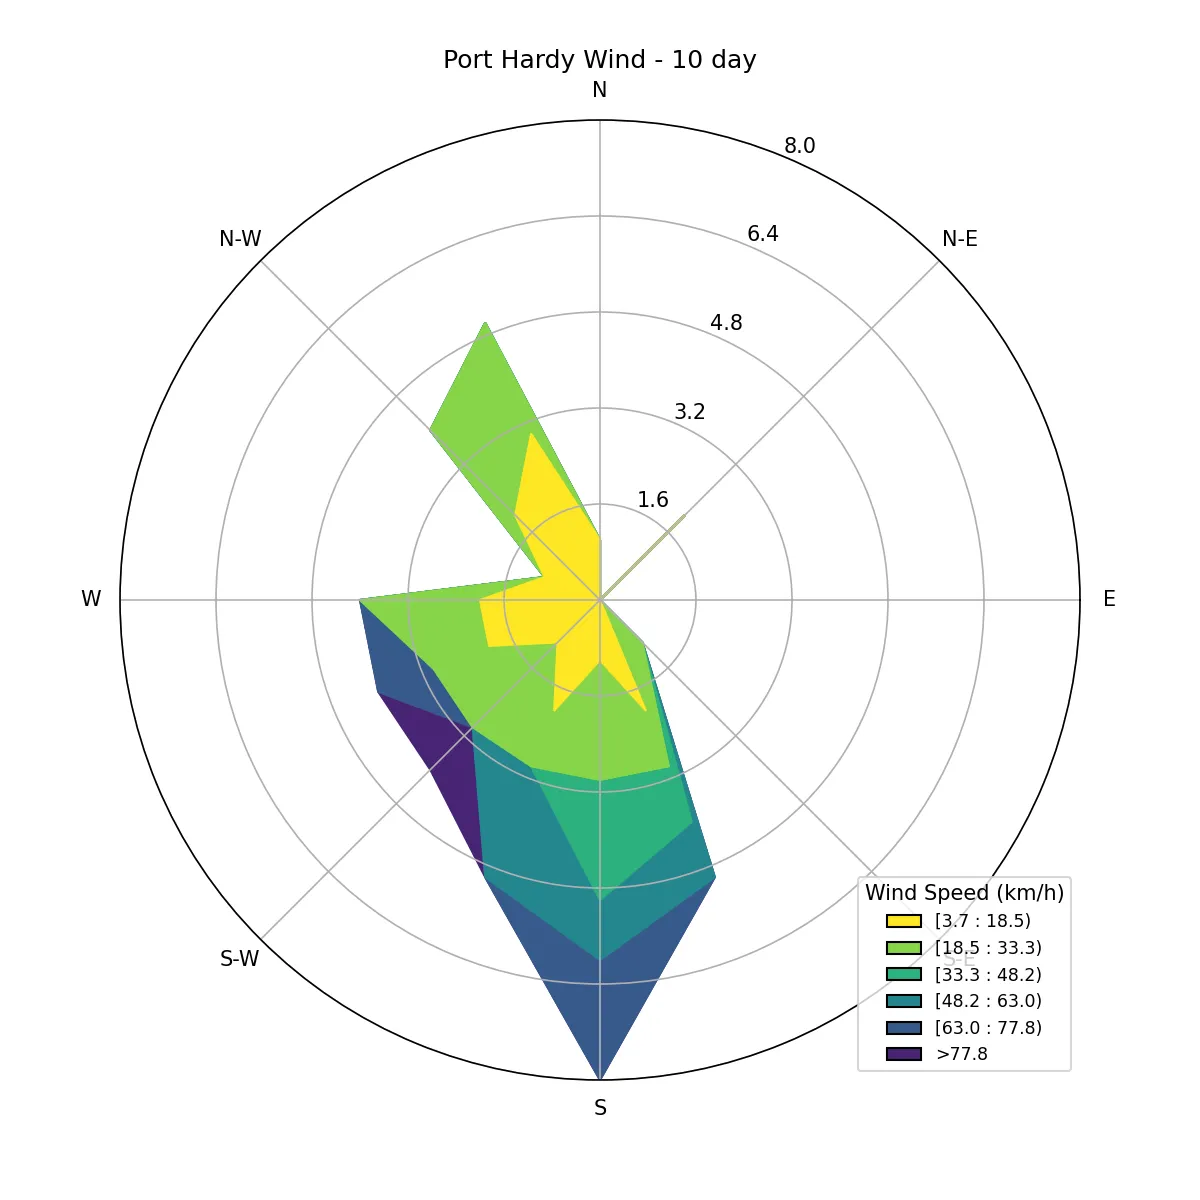 Port Hardy Wind - 10 day
N
8.0
N-W
N-E
6.4
4.8
3.2
1.6
W
E
S-W
S-E
S
Wind Speed (km/h)
[3.7 : 18.5)
[18.5 : 33.3)
[33.3 : 48.2)
[48.2 : 63.0)
[63.0 : 77.8)
>77.8